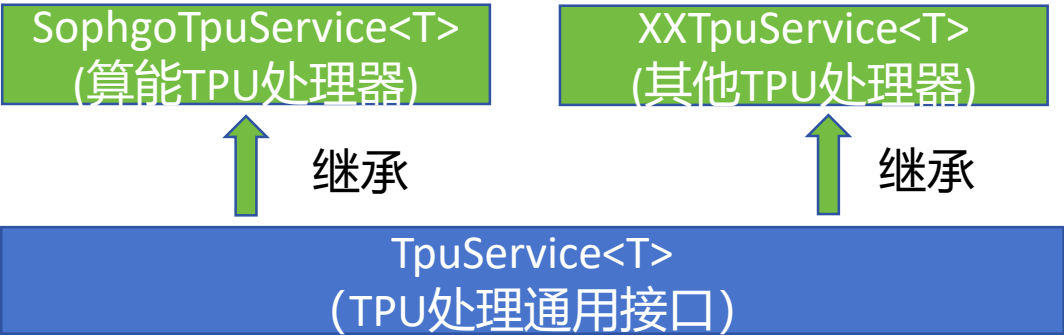 SophgoTpuService<T>
(算能TPU处理器)
XXTpuService<T>
(其他TPU处理器)
继承
继承
TpuService<T>
（TPU处理通用接口）